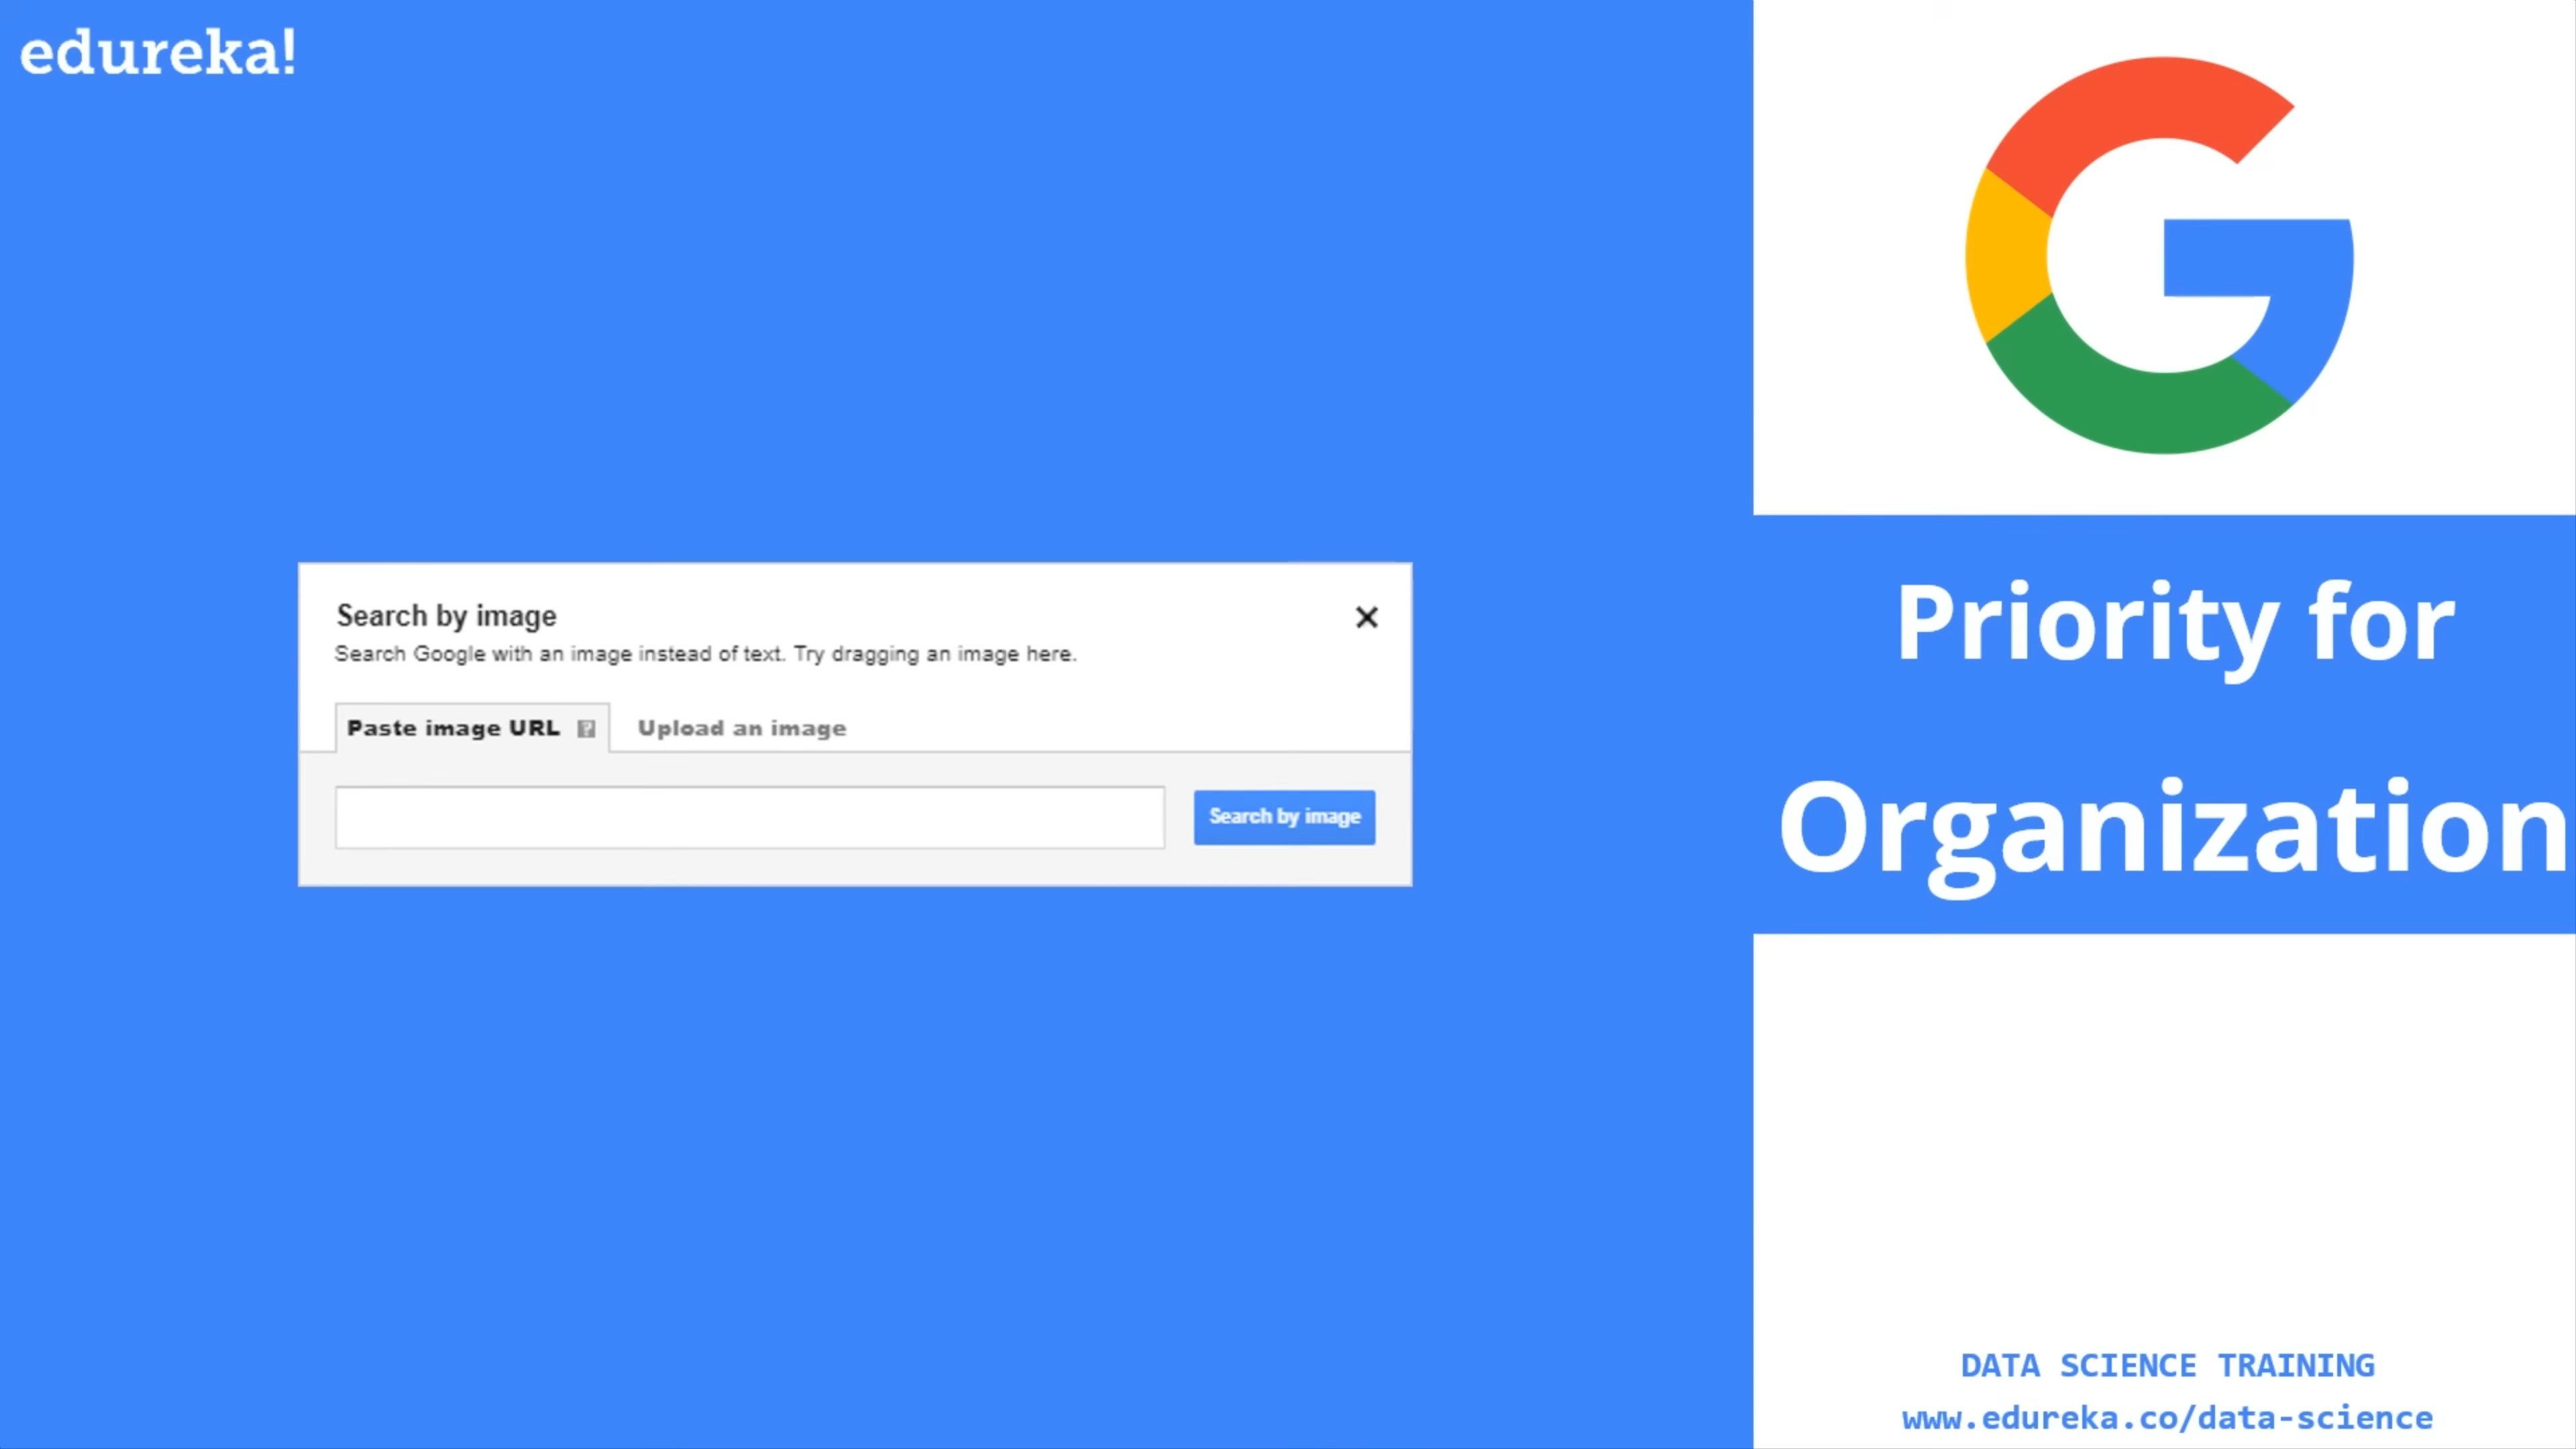 edureka!
Search by image
Search Google with an image instead of text. Try dragging an image here.
Paste image URL ?
Upload an image
Search by image
G
Priority for
Organization
DATA SCIENCE TRAINING
www.edureka.co/data-science